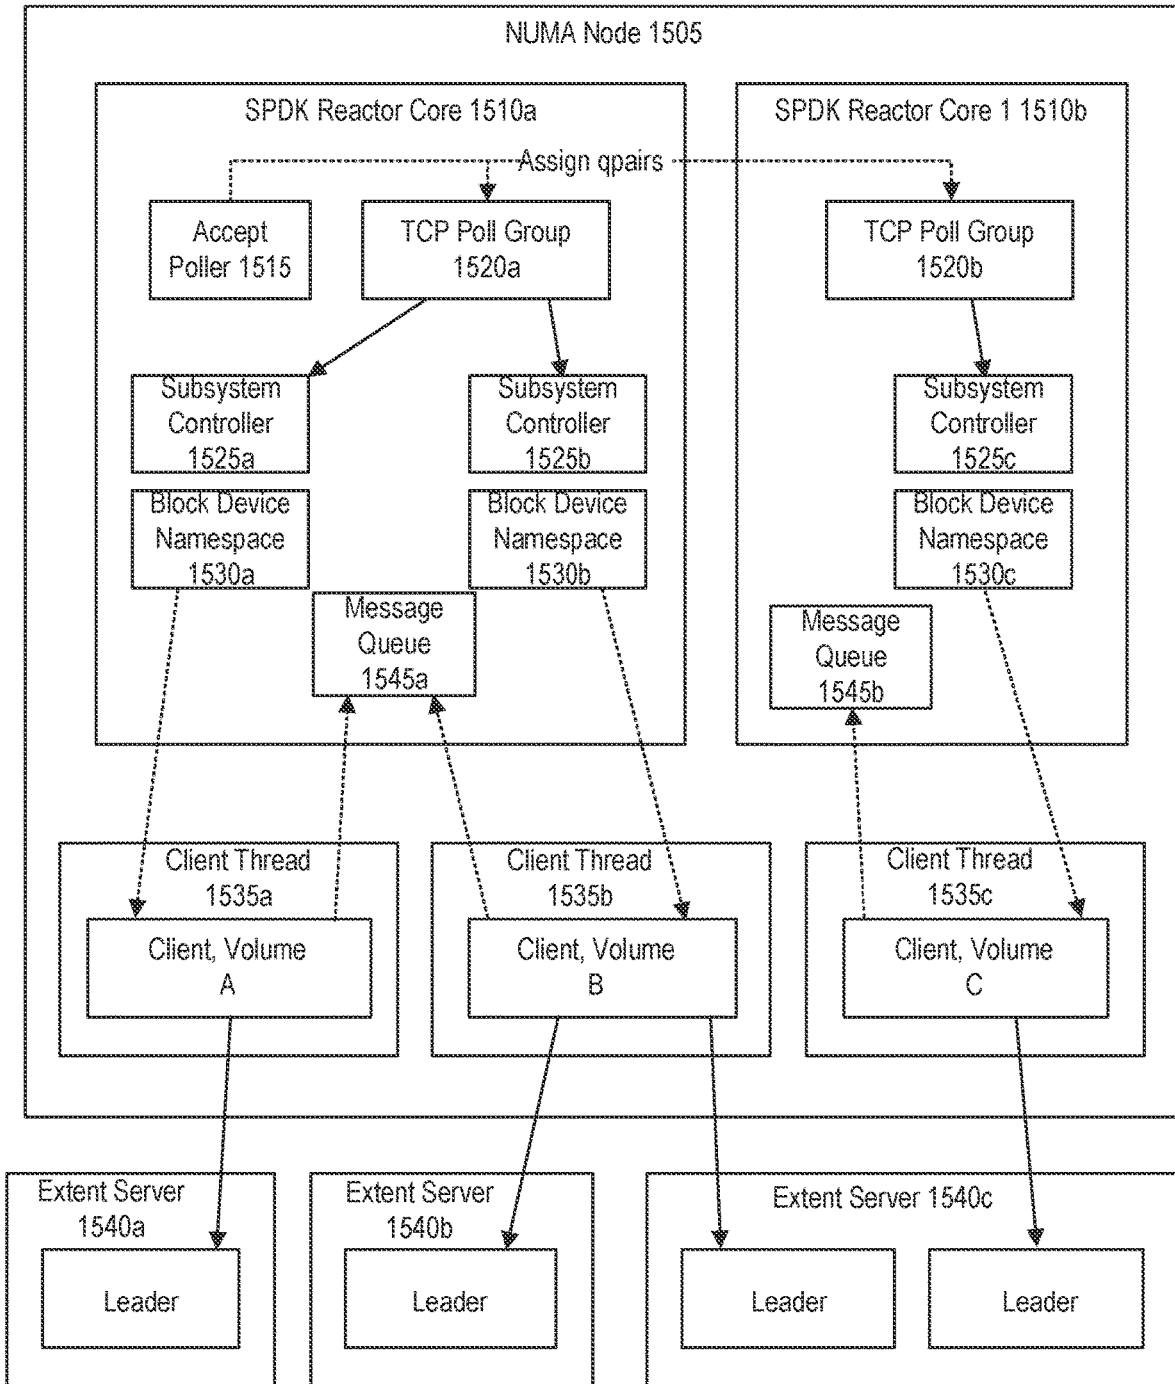 NUMA Node 1505
SPDK Reactor Core 1510a
SPDK Reactor Core 1 1510b
Assign qpairs
Accept
Poller 1515
TCP Poll Group
1520a
TCP Poll Group
1520b
Subsystem
Controller
1525a
Subsystem
Controller
1525b
Subsystem
Controller
1525c
Block Device
Namespace
1530a
Block Device
Namespace
1530b
Block Device
Namespace
1530c
Message
Queue
1545a
Message
Queue
1545b
Client Thread
1535a
Client Thread
1535b
Client Thread
1535c
Client, Volume
A
Client, Volume
B
Client, Volume
C
Extent Server
1540a
Extent Server
1540b
Extent Server 1540c
Leader
Leader
Leader
Leader